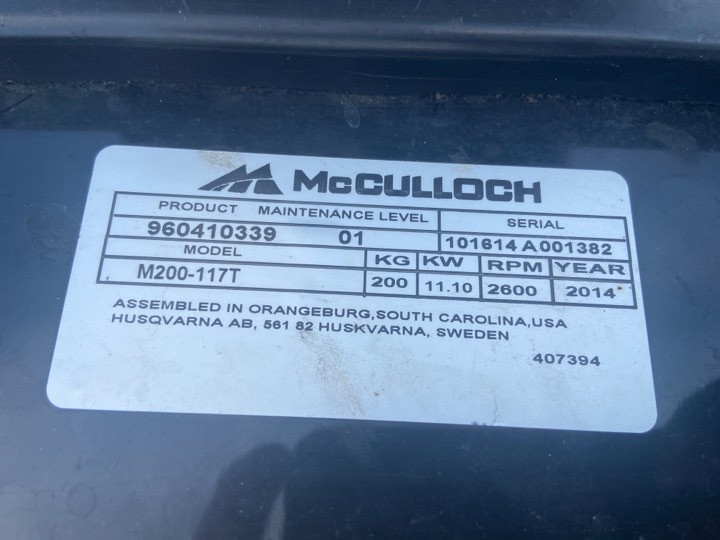 McCULLOCH
PRODUCT MAINTENANCE LEVEL SERIAL
960410339 01 101614 A 001382
MODEL KG KW RPM YEAR
M200-117T 200 11.10 2600 2014
ASSEMBLED IN ORANGEBURG,SOUTH CAROLINA,USA
HUSQVARNA AB, 561 82 HUSKVARNA, SWEDEN
407394